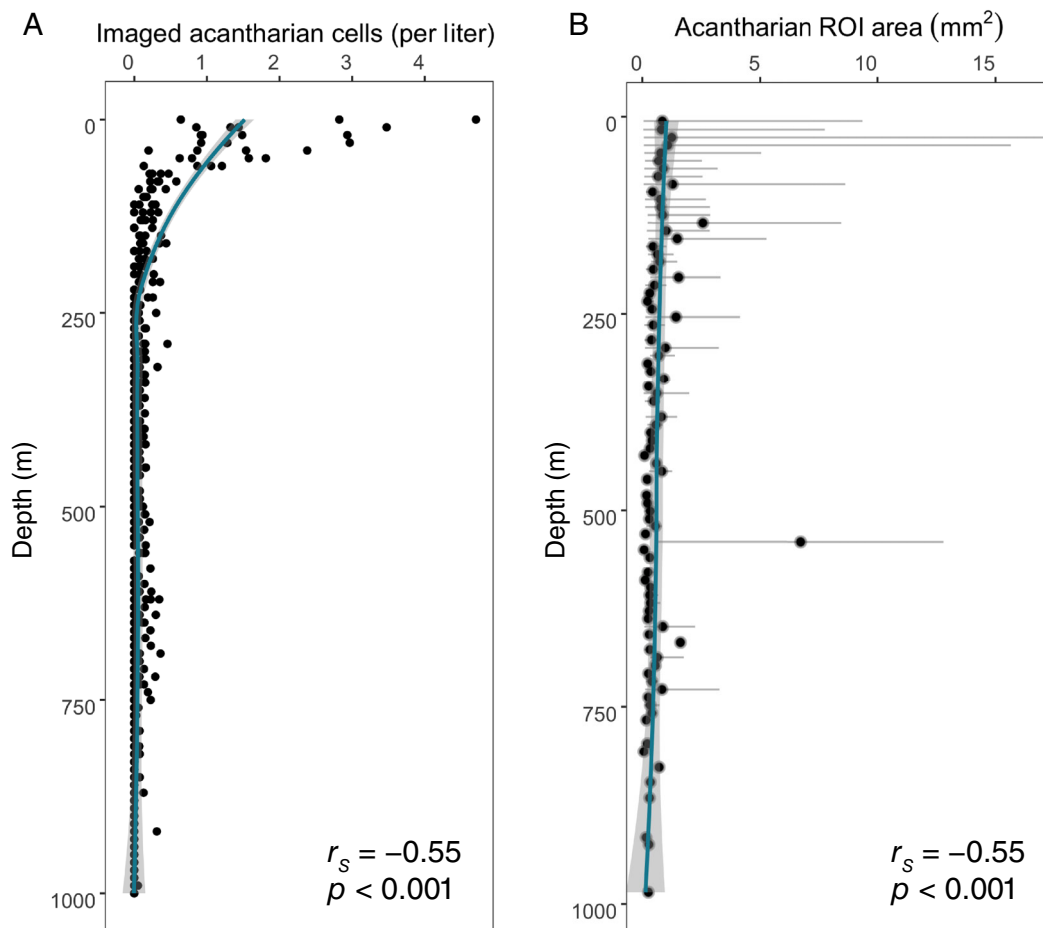 A
Imaged acantharian cells (per liter)
0 1 2 3 4
0
250
500
750
1000
Depth (m)
rS = −0.55
p < 0.001
B
Acantharian ROI area (mm2)
0 5 10 15
0
250
500
750
1000
Depth (m)
rS = −0.55
p < 0.001